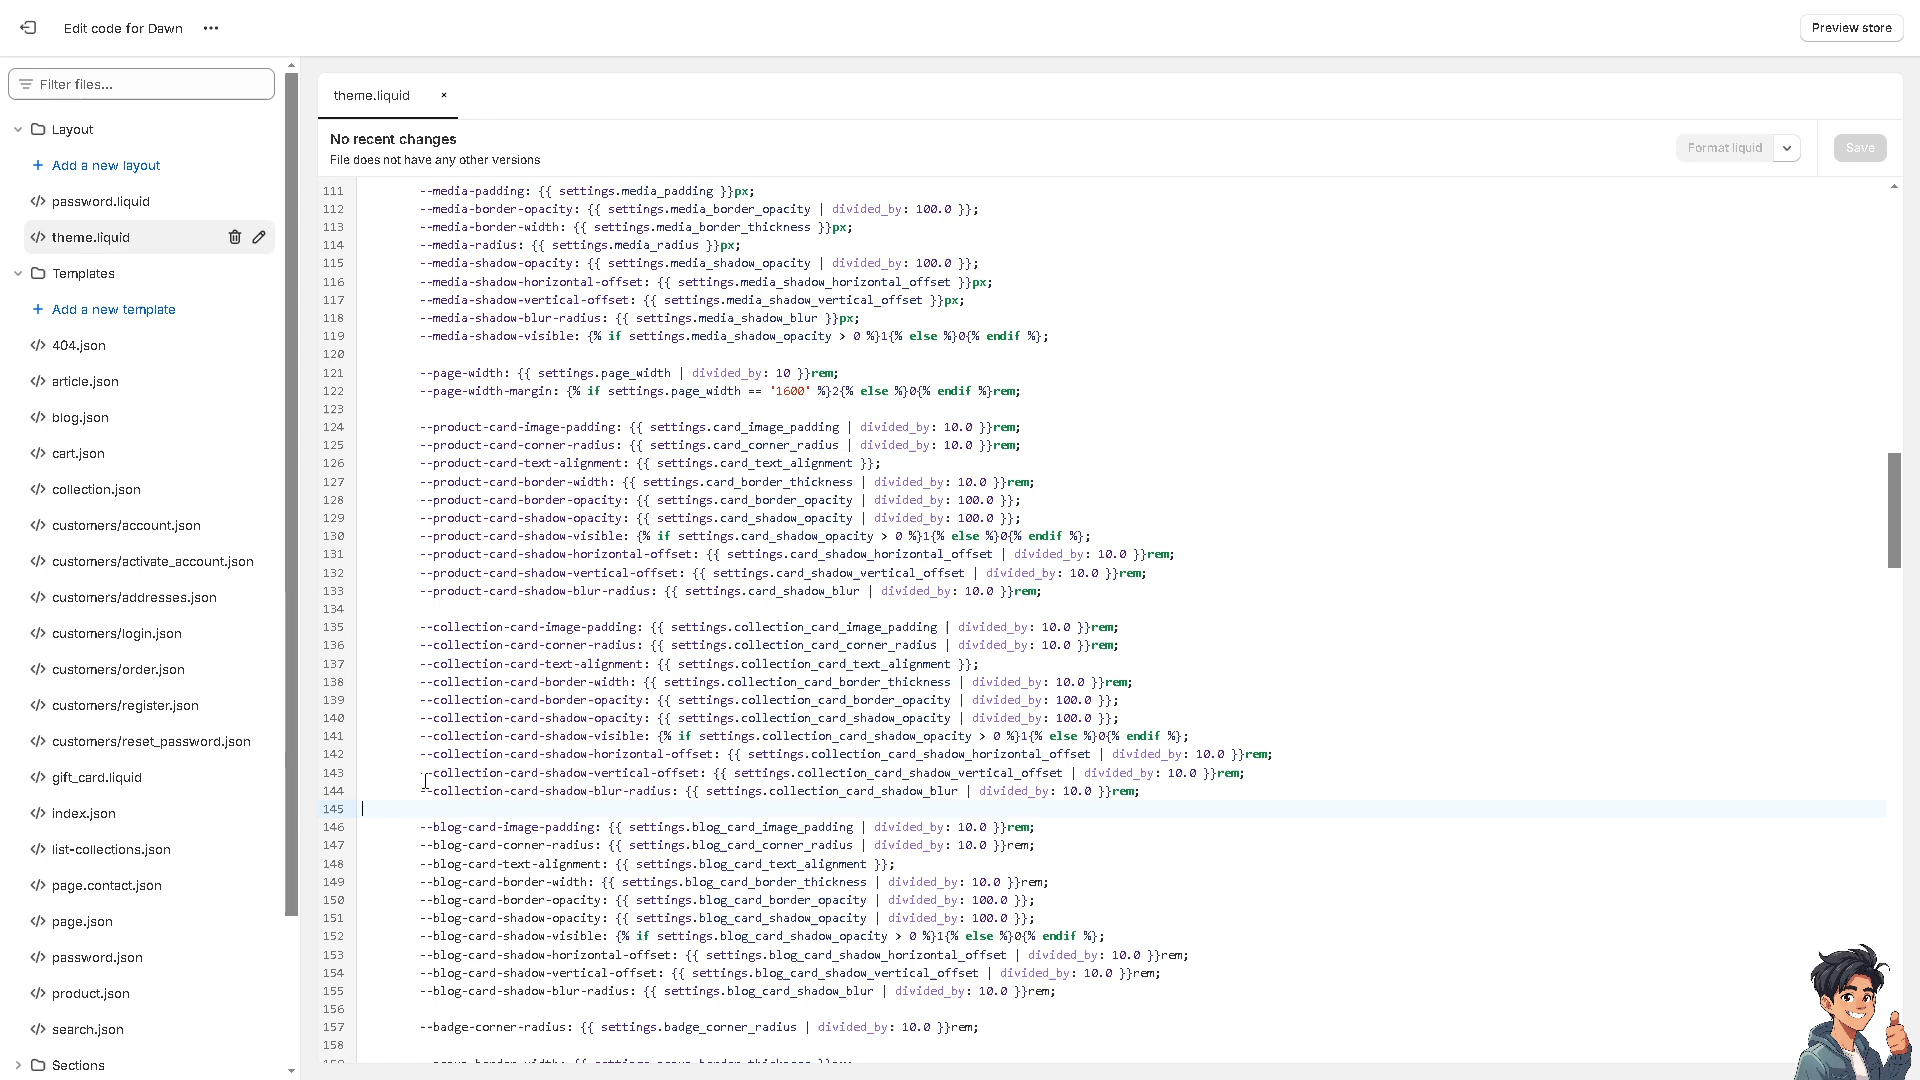 Edit code for Dawn
Preview store
Filter files...
Layout
Add a new layout
password.liquid
theme.liquid
Templates
Add a new template
404.json
article.json
blog.json
cart.json
collection.json
customers/account.json
customers/activate_account.json
customers/addresses.json
customers/login.json
customers/order.json
customers/register.json
customers/reset_password.json
gift_card.liquid
index.json
list-collections.json
page.contact.json
page.json
password.json
product.json
search.json
Sections
theme.liquid
No recent changes
File does not have any other versions
Format liquid
Save
111 --media-padding: {{ settings.media_padding }}px;
112 --media-border-opacity: {{ settings.media_border_opacity | divided_by: 100.0 }};
113 --media-border-width: {{ settings.media_border_thickness }}px;
114 --media-radius: {{ settings.media_radius }}px;
115 --media-shadow-opacity: {{ settings.media_shadow_opacity | divided_by: 100.0 }};
116 --media-shadow-horizontal-offset: {{ settings.media_shadow_horizontal_offset }}px;
117 --media-shadow-vertical-offset: {{ settings.media_shadow_vertical_offset }}px;
118 --media-shadow-blur-radius: {{ settings.media_shadow_blur }}px;
119 --media-shadow-visible: {% if settings.media_shadow_opacity > 0 %}1{% else %}0{% endif %};
120
121 --page-width: {{ settings.page_width | divided_by: 10 }}rem;
122 --page-width-margin: {% if settings.page_width == '1600' %}2{% else %}0{% endif %}rem;
123
124 --product-card-image-padding: {{ settings.card_image_padding | divided_by: 10.0 }}rem;
125 --product-card-corner-radius: {{ settings.card_corner_radius | divided_by: 10.0 }}rem;
126 --product-card-text-alignment: {{ settings.card_text_alignment }};
127 --product-card-border-width: {{ settings.card_border_thickness | divided_by: 10.0 }}rem;
128 --product-card-border-opacity: {{ settings.card_border_opacity | divided_by: 100.0 }};
129 --product-card-shadow-opacity: {{ settings.card_shadow_opacity | divided_by: 100.0 }};
130 --product-card-shadow-visible: {% if settings.card_shadow_opacity > 0 %}1{% else %}0{% endif %};
131 --product-card-shadow-horizontal-offset: {{ settings.card_shadow_horizontal_offset | divided_by: 10.0 }}rem;
132 --product-card-shadow-vertical-offset: {{ settings.card_shadow_vertical_offset | divided_by: 10.0 }}rem;
133 --product-card-shadow-blur-radius: {{ settings.card_shadow_blur | divided_by: 10.0 }}rem;
134
135 --collection-card-image-padding: {{ settings.collection_card_image_padding | divided_by: 10.0 }}rem;
136 --collection-card-corner-radius: {{ settings.collection_card_corner_radius | divided_by: 10.0 }}rem;
137 --collection-card-text-alignment: {{ settings.collection_card_text_alignment }};
138 --collection-card-border-width: {{ settings.collection_card_border_thickness | divided_by: 10.0 }}rem;
139 --collection-card-border-opacity: {{ settings.collection_card_border_opacity | divided_by: 100.0 }};
140 --collection-card-shadow-opacity: {{ settings.collection_card_shadow_opacity | divided_by: 100.0 }};
141 --collection-card-shadow-visible: {% if settings.collection_card_shadow_opacity > 0 %}1{% else %}0{% endif %};
142 --collection-card-shadow-horizontal-offset: {{ settings.collection_card_shadow_horizontal_offset | divided_by: 10.0 }}rem;
143 --collection-card-shadow-vertical-offset: {{ settings.collection_card_shadow_vertical_offset | divided_by: 10.0 }}rem;
144 --collection-card-shadow-blur-radius: {{ settings.collection_card_shadow_blur | divided_by: 10.0 }}rem;
145
146 --blog-card-image-padding: {{ settings.blog_card_image_padding | divided_by: 10.0 }}rem;
147 --blog-card-corner-radius: {{ settings.blog_card_corner_radius | divided_by: 10.0 }}rem;
148 --blog-card-text-alignment: {{ settings.blog_card_text_alignment }};
149 --blog-card-border-width: {{ settings.blog_card_border_thickness | divided_by: 10.0 }}rem;
150 --blog-card-border-opacity: {{ settings.blog_card_border_opacity | divided_by: 100.0 }};
151 --blog-card-shadow-opacity: {{ settings.blog_card_shadow_opacity | divided_by: 100.0 }};
152 --blog-card-shadow-visible: {% if settings.blog_card_shadow_opacity > 0 %}1{% else %}0{% endif %};
153 --blog-card-shadow-horizontal-offset: {{ settings.blog_card_shadow_horizontal_offset | divided_by: 10.0 }}rem;
154 --blog-card-shadow-vertical-offset: {{ settings.blog_card_shadow_vertical_offset | divided_by: 10.0 }}rem;
155 --blog-card-shadow-blur-radius: {{ settings.blog_card_shadow_blur | divided_by: 10.0 }}rem;
156
157 --badge-corner-radius: {{ settings.badge_corner_radius | divided_by: 10.0 }}rem;
158